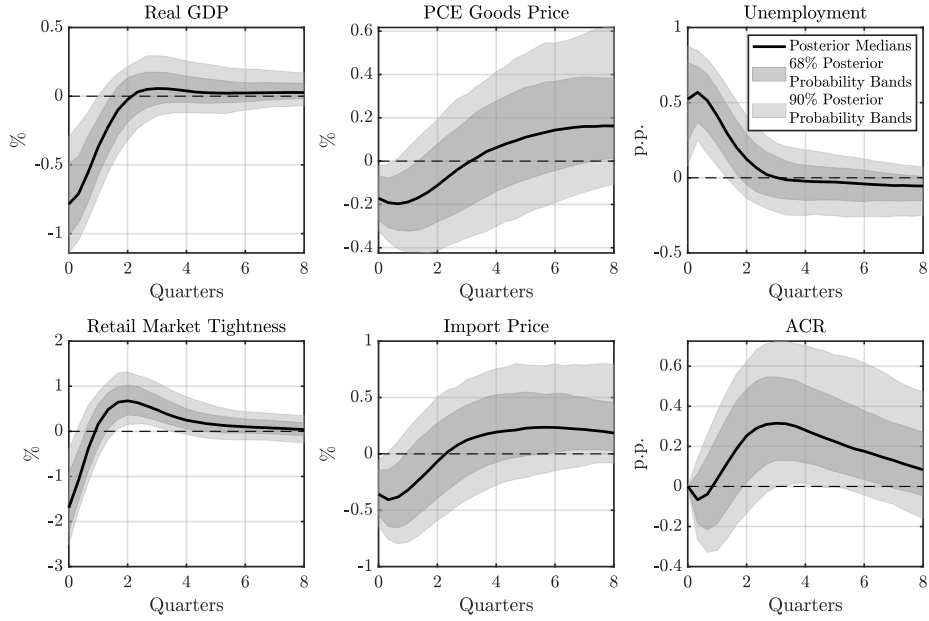 Real GDP
PCE Goods Price
Unemployment
0.5
0
-0.5
-1
%
0 2 4 6 8
Quarters
0.6
0.4
0.2
0
-0.2
-0.4
%
0 2 4 6 8
Quarters
1
0.5
0
-0.5
p.p.
Posterior Medians
68% Posterior
Probability Bands
90% Posterior
Probability Bands
0 2 4 6 8
Quarters
Retail Market Tightness
Import Price
ACR
2
1
0
-1
-2
-3
%
0 2 4 6 8
Quarters
1
0.5
0
-0.5
-1
%
0 2 4 6 8
Quarters
0.6
0.4
0.2
0
-0.2
-0.4
p.p.
0 2 4 6 8
Quarters